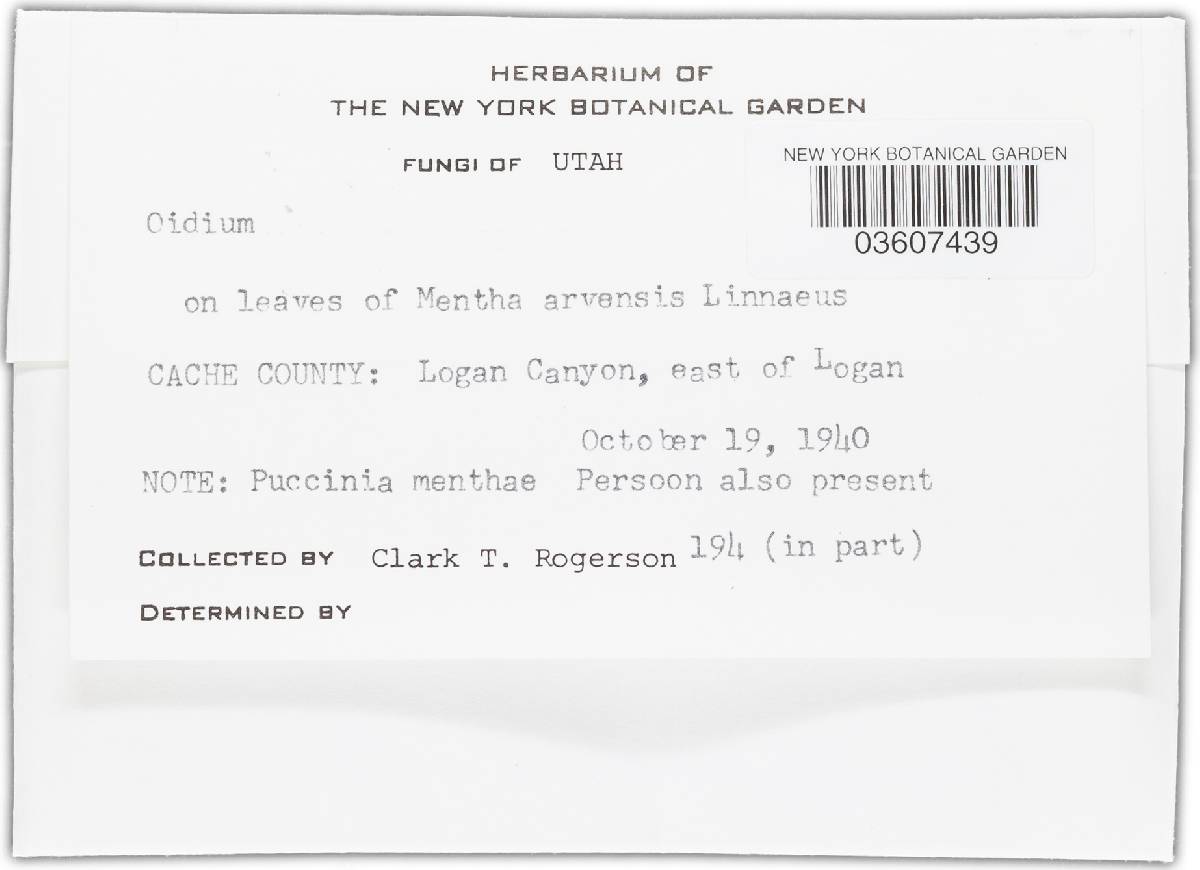 HERBARIUM OF
THE NEW YORK BOTANICAL GARDEN
FUNGI OF UTAH
NEW YORK BOTANICAL GARDEN
03607439
Oidium
on leaves of Mentha arvensis Linnaeus
CACHE COUNTY: Logan Canyon, east of Logan
October 19, 1940
NOTE: Puccinia menthae Persoon also present
COLLECTED BY Clark T. Rogerson 194 (in part)
DETERMINED BY